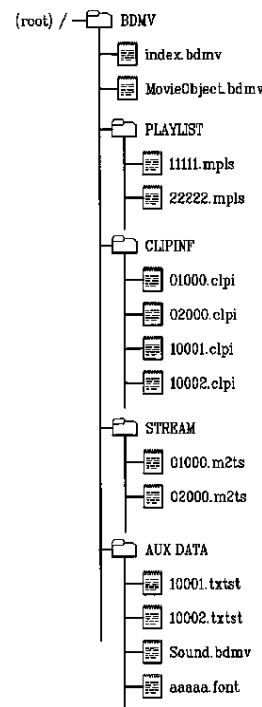 (root) / BDMV
index.bdmv
MovieObject.bdmv
PLAYLIST
11111.mpls
22222.mpls
CLIPINF
01000.clpi
02000.clpi
10001.clpi
10002.clpi
STREAM
01000.m2ts
02000.m2ts
AUX DATA
10001.txtst
10002.txtst
Sound.bdmv
aaaaa.font